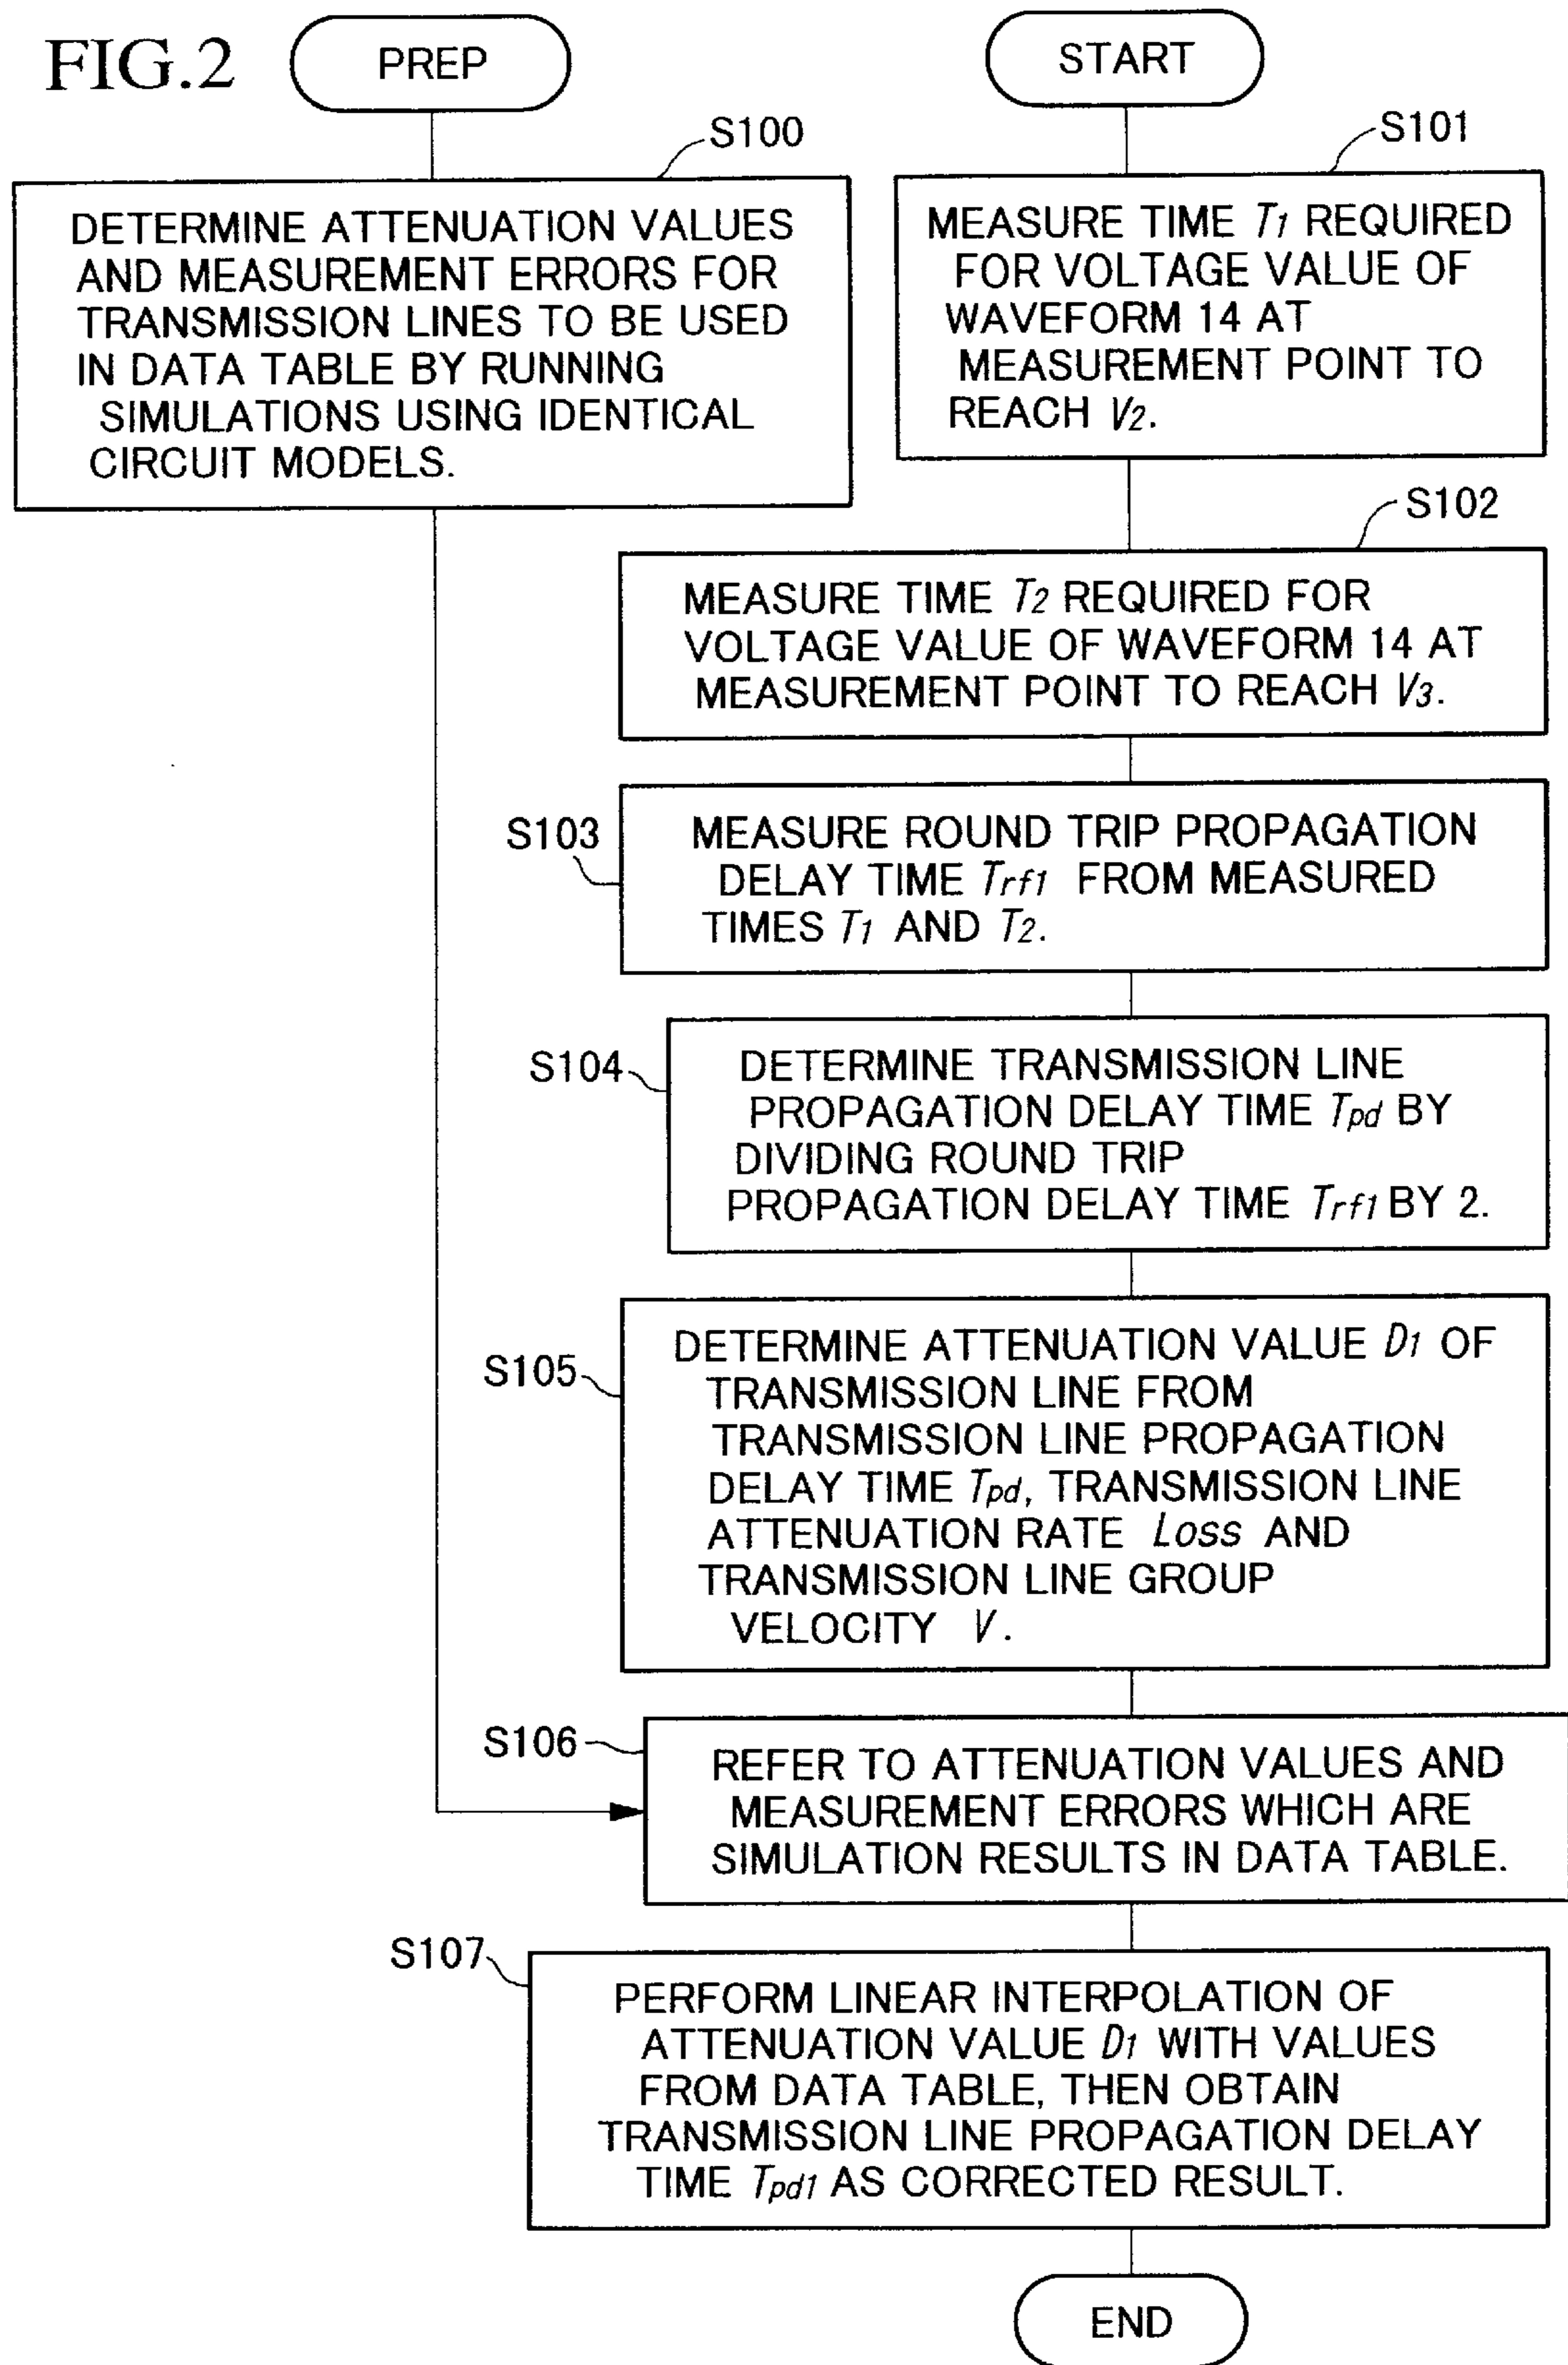 FIG.2
PREP
S100
DETERMINE ATTENUATION VALUES
AND MEASUREMENT ERRORS FOR
TRANSMISSION LINES TO BE USED
IN DATA TABLE BY RUNNING
SIMULATIONS USING IDENTICAL
CIRCUIT MODELS.
START
S101
MEASURE TIME T1 REQUIRED
FOR VOLTAGE VALUE OF
WAVEFORM 14 AT
MEASUREMENT POINT TO
REACH V2.
S102
MEASURE TIME T2 REQUIRED FOR
VOLTAGE VALUE OF WAVEFORM 14 AT
MEASUREMENT POINT TO REACH V3.
S103
MEASURE ROUND TRIP PROPAGATION
DELAY TIME Trf1 FROM MEASURED
TIMES T1 AND T2.
S104
DETERMINE TRANSMISSION LINE
PROPAGATION DELAY TIME Tpd BY
DIVIDING ROUND TRIP
PROPAGATION DELAY TIME Trf1 BY 2.
S105
DETERMINE ATTENUATION VALUE D1 OF
TRANSMISSION LINE FROM
TRANSMISSION LINE PROPAGATION
DELAY TIME Tpd, TRANSMISSION LINE
ATTENUATION RATE Loss AND
TRANSMISSION LINE GROUP
VELOCITY V.
S106
REFER TO ATTENUATION VALUES AND
MEASUREMENT ERRORS WHICH ARE
SIMULATION RESULTS IN DATA TABLE.
S107
PERFORM LINEAR INTERPOLATION OF
ATTENUATION VALUE D1 WITH VALUES
FROM DATA TABLE, THEN OBTAIN
TRANSMISSION LINE PROPAGATION DELAY
TIME Tpd1 AS CORRECTED RESULT.
END